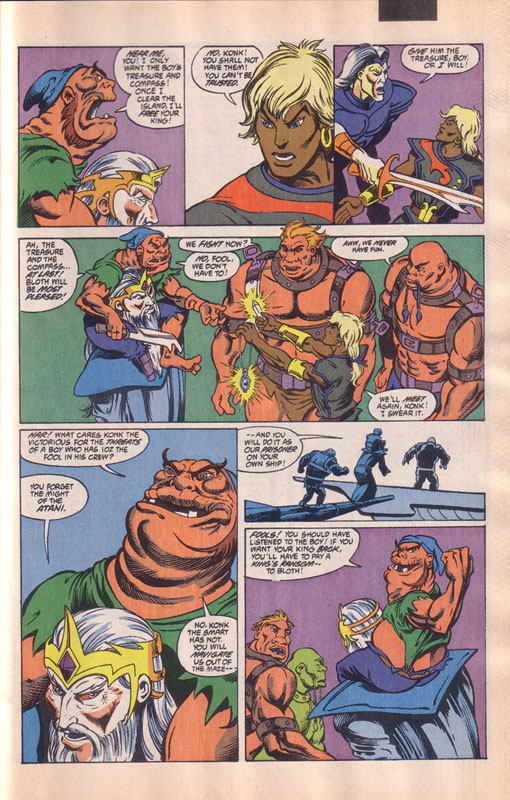 HEAR ME,
YOU! I ONLY
WANT THE BOY'S
TREASURE AND
COMPASS!
ONCE I
CLEAR THE
ISLAND, I'LL
FREE YOUR
KING!
NO, KONK!
YOU SHALL NOT
HAVE THEM!
YOU CAN'T BE
TRUSTED.
GIVE HIM THE
TREASURE, BOY.
OR I WILL!
AH, THE
TREASURE
AND THE
COMPASS...
AT LAST!
BLOTH WILL
BE MOST
PLEASED!
WE FIGHT NOW?
NO, FOOL.
WE DON'T
HAVE TO!
AWW, WE NEVER
HAVE FUN.
WE'LL MEET
AGAIN, KONK!
I SWEAR IT.
HAR! WHAT CARES KONK THE
VICTORIOUS FOR THE THREATS
OF A BOY WHO HAS IOZ THE
FOOL IN HIS CREW?
YOU FORGET
THE MIGHT
OF THE
ATANI.
NO. KONK
THE SMART
HAS NOT.
YOU WILL
NAVIGATE
US OUT OF
THE MAZE--
--AND YOU
WILL DO IT AS
OUR PRISONER
ON YOUR
OWN SHIP!
FOOLS! YOU SHOULD HAVE
LISTENED TO THE BOY! IF YOU
WANT YOUR KING BACK,
YOU'LL HAVE TO PAY A
KING'S RANSOM--
TO BLOTH!